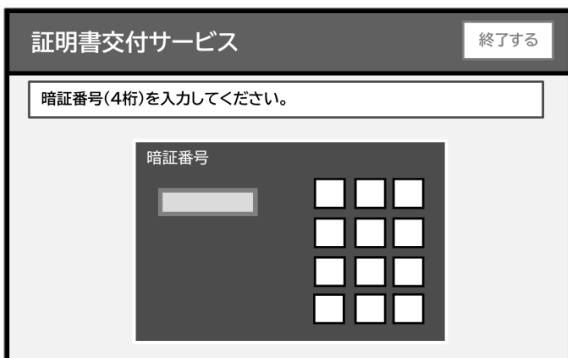 証明書交付サービス
終了する
暗証番号(4桁)を入力してください。
暗証番号